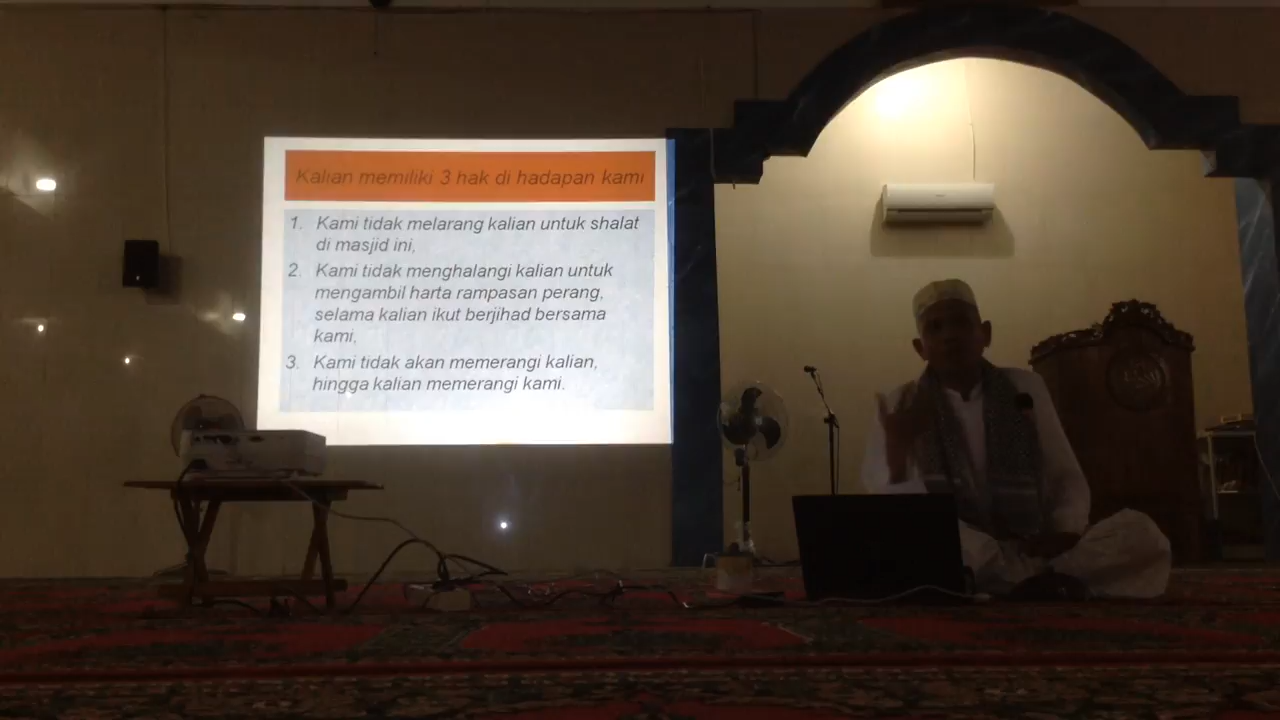 Kalian memiliki 3 hak di hadapan kami
1. Kami tidak melarang kalian untuk shalat
di masjid ini,
2. Kami tidak menghalangi kalian untuk
mengambil harta rampasan perang,
selama kalian ikut berjihad bersama
kami,
3. Kami tidak akan memerangi kalian,
hingga kalian memerangi kami.